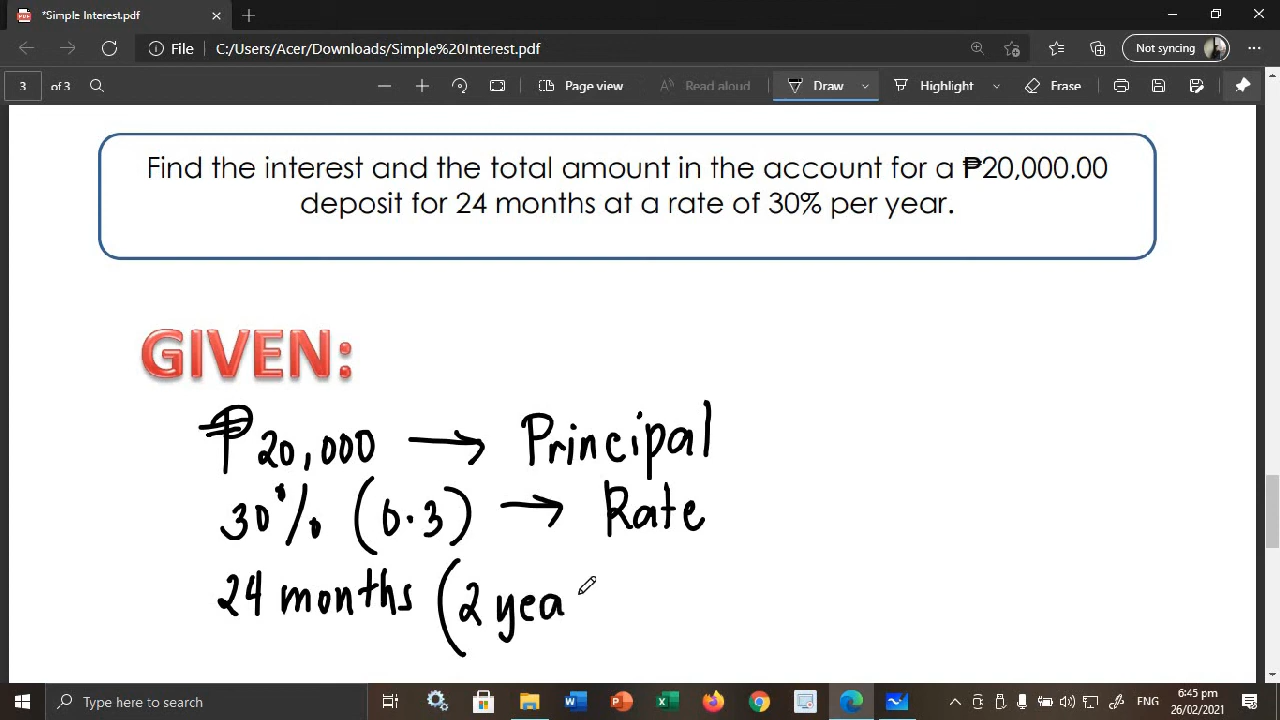 *Simple Interest.pdf
File C:/Users/Acer/Downloads/Simple%20Interest.pdf Not syncing
3 of 3 Page view Read aloud Draw Highlight Erase
Find the interest and the total amount in the account for a ₱20,000.00
deposit for 24 months at a rate of 30% per year.
GIVEN:
₱20,000 → Principal
30% (0.3) → Rate
24 months (2 yea
Type here to search ENG 6:45 pm
26/02/2021